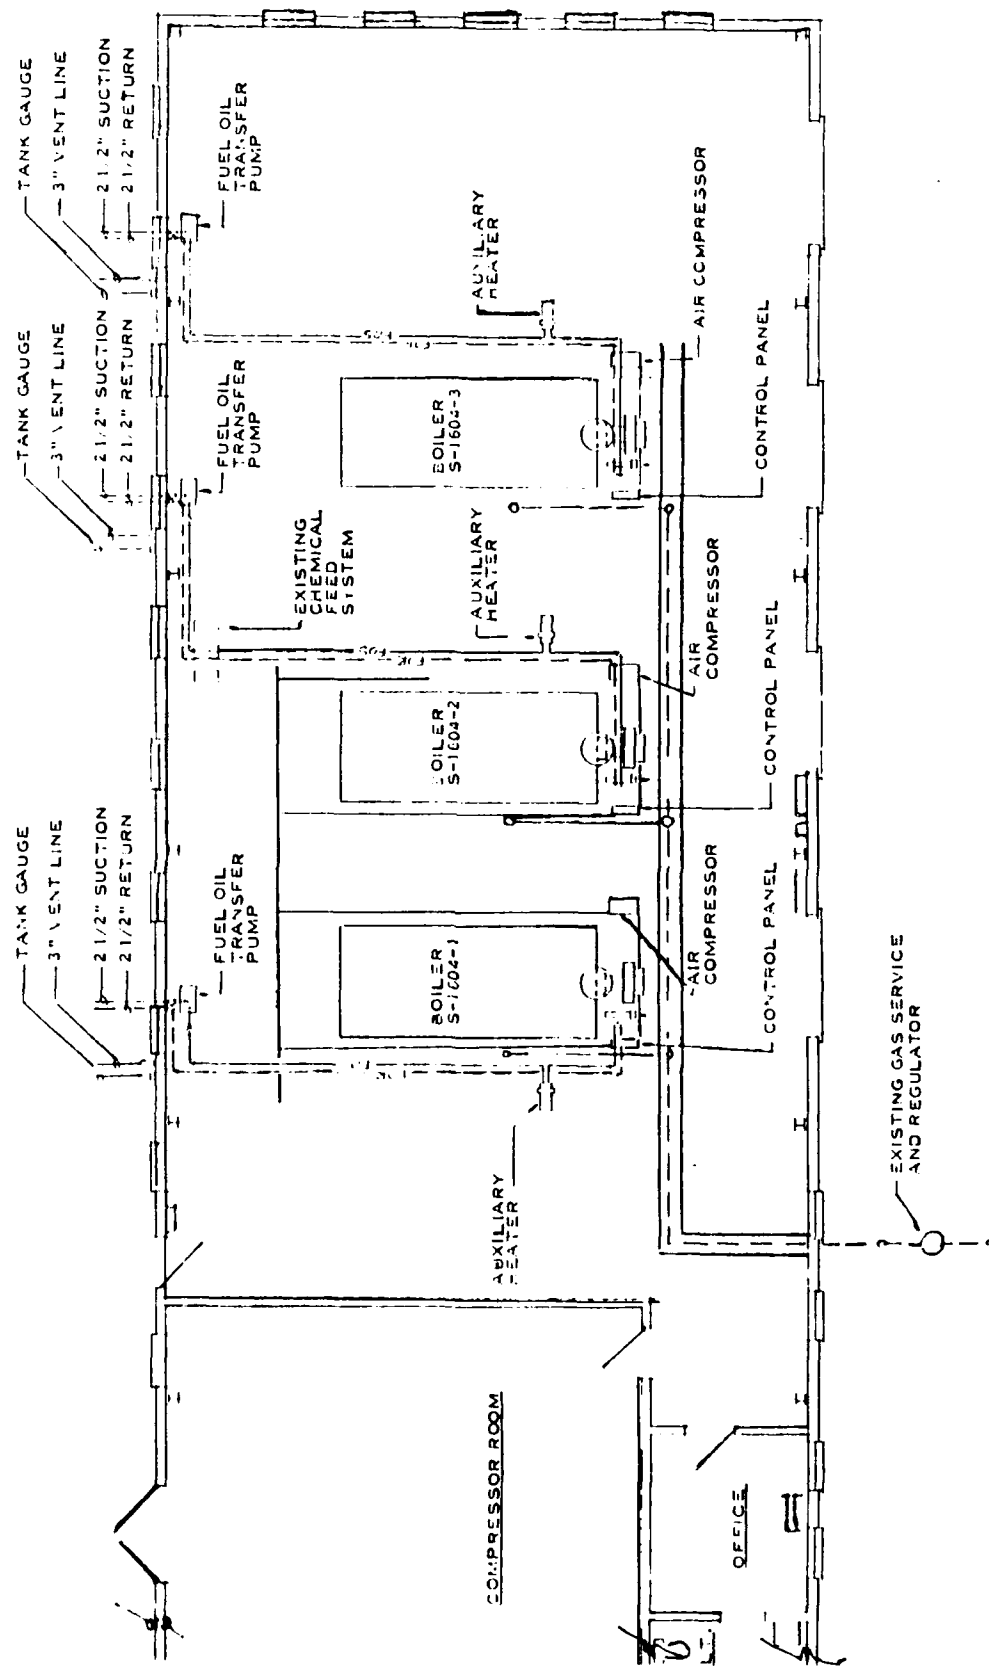 TANK GAUGE
3" VENT LINE
2 1/2" SUCTION
2 1/2" RETURN
TANK GAUGE
3" VENT LINE
2 1/2" SUCTION
2 1/2" RETURN
TANK GAUGE
3" VENT LINE
2 1/2" SUCTION
2 1/2" RETURN
FUEL OIL
TRANSFER
PUMP
FUEL OIL
TRANSFER
PUMP
FUEL OIL
TRANSFER
PUMP
EXISTING
CHEMICAL
FEED
SYSTEM
FOS
FOR
FOS
FOR
BOILER
S-1604-1
BOILER
S-1604-2
BOILER
S-1604-3
AUXILIARY
HEATER
AUXILIARY
HEATER
AUXILIARY
HEATER
COMPRESSOR ROOM
AIR
COMPRESSOR
AIR
COMPRESSOR
AIR COMPRESSOR
CONTROL PANEL
CONTROL PANEL
CONTROL PANEL
OFFICE
EXISTING GAS SERVICE
AND REGULATOR